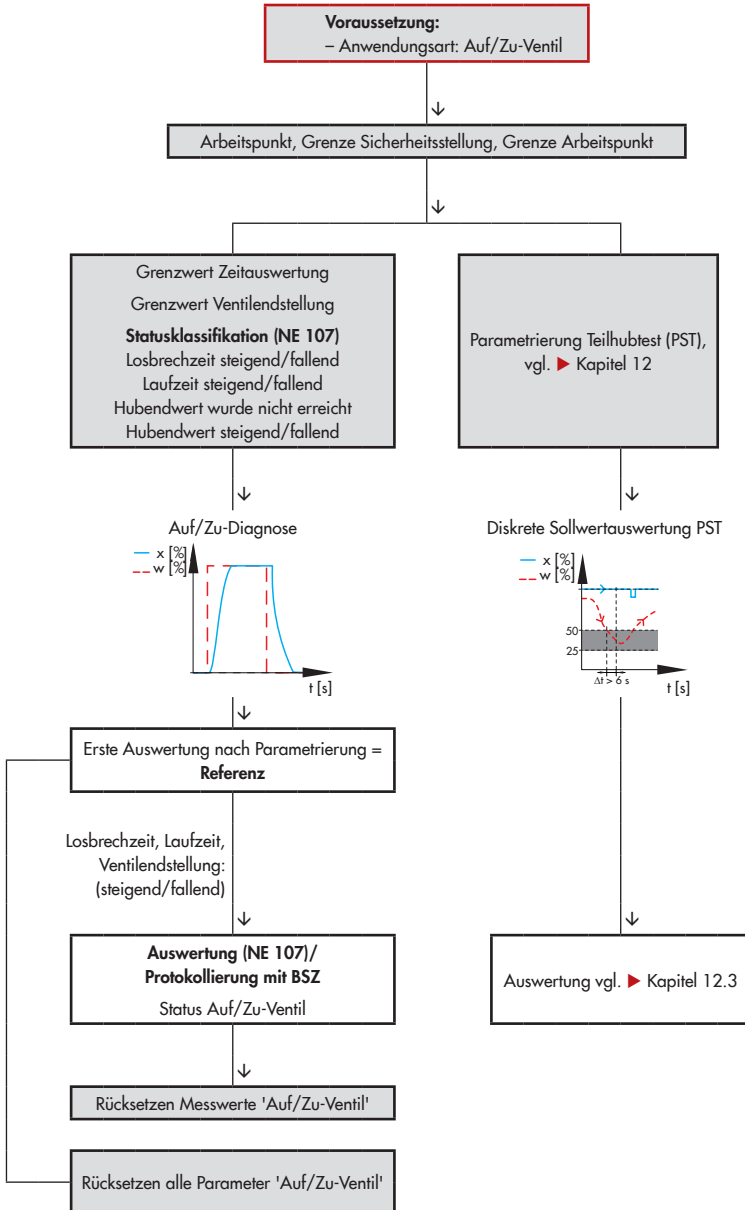 Voraussetzung:
– Anwendungsart: Auf/Zu-Ventil
Arbeitspunkt, Grenze Sicherheitsstellung, Grenze Arbeitspunkt
Grenzwert Zeitauswertung
Grenzwert Ventilendstellung
Statusklassifikation (NE 107)
Losbrechzeit steigend/fallend
Laufzeit steigend/fallend
Hubendwert wurde nicht erreicht
Hubendwert steigend/fallend
Parametrierung Teilhubtest (PST),
vgl. ▶ Kapitel 12
Auf/Zu-Diagnose
x [%]
w [%]
t [s]
Diskrete Sollwertauswertung PST
x [%]
w [%]
50
25
Δt > 6 s
t [s]
Erste Auswertung nach Parametrierung =
Referenz
Losbrechzeit, Laufzeit,
Ventilendstellung:
(steigend/fallend)
Auswertung (NE 107)/
Protokollierung mit BSZ
Status Auf/Zu-Ventil
Auswertung vgl. ▶ Kapitel 12.3
Rücksetzen Messwerte 'Auf/Zu-Ventil'
Rücksetzen alle Parameter 'Auf/Zu-Ventil'